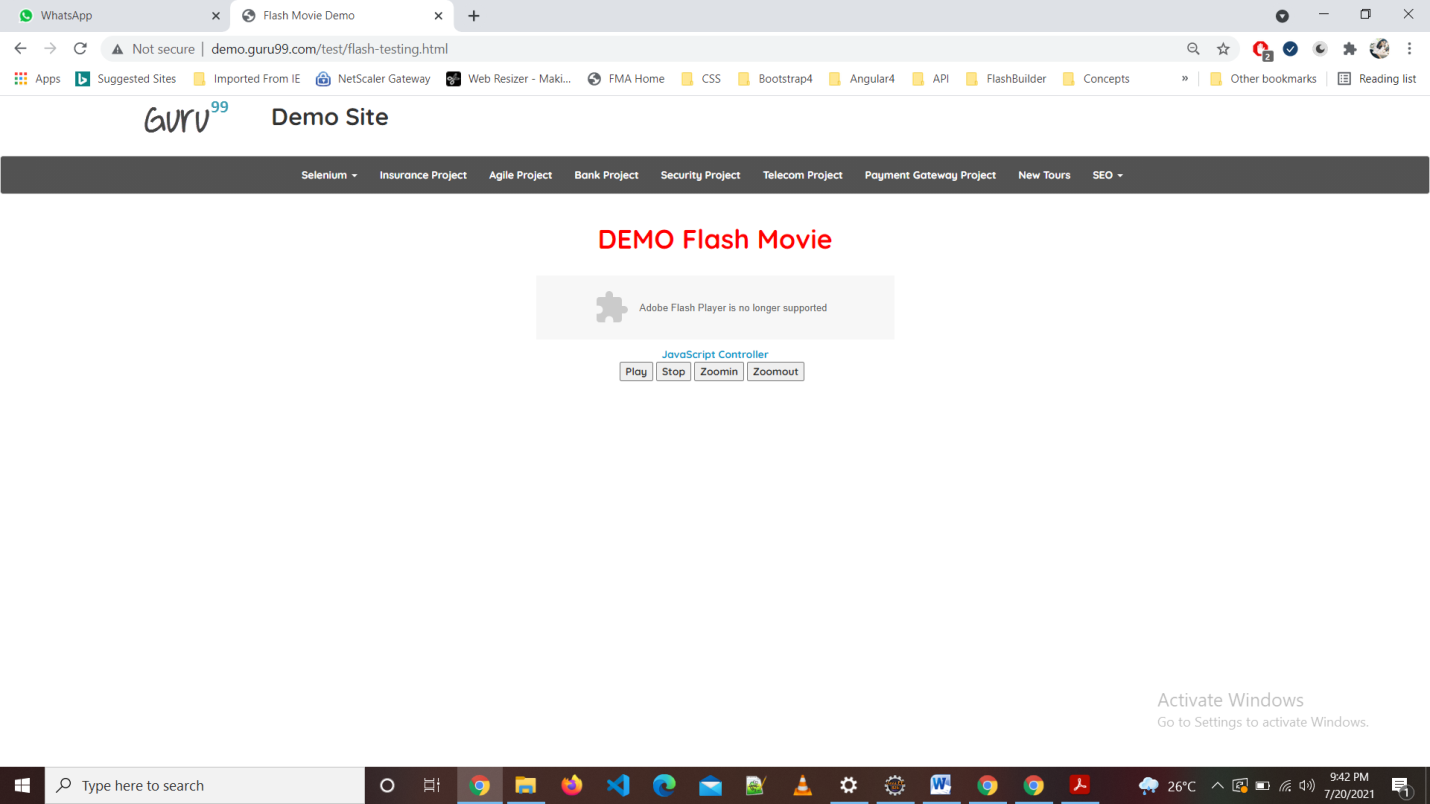 WhatsApp
Flash Movie Demo
Not secure | demo.guru99.com/test/flash-testing.html
2
Apps Suggested Sites Imported From IE NetScaler Gateway Web Resizer - Maki... FMA Home CSS Bootstrap4 Angular4 API FlashBuilder Concepts » Other bookmarks Reading list
Guru99 Demo Site
Selenium Insurance Project Agile Project Bank Project Security Project Telecom Project Payment Gateway Project New Tours SEO
DEMO Flash Movie
Adobe Flash Player is no longer supported
JavaScript Controller
Play Stop Zoomin Zoomout
Activate Windows
Go to Settings to activate Windows.
Type here to search
26°C
9:42 PM
7/20/2021
1